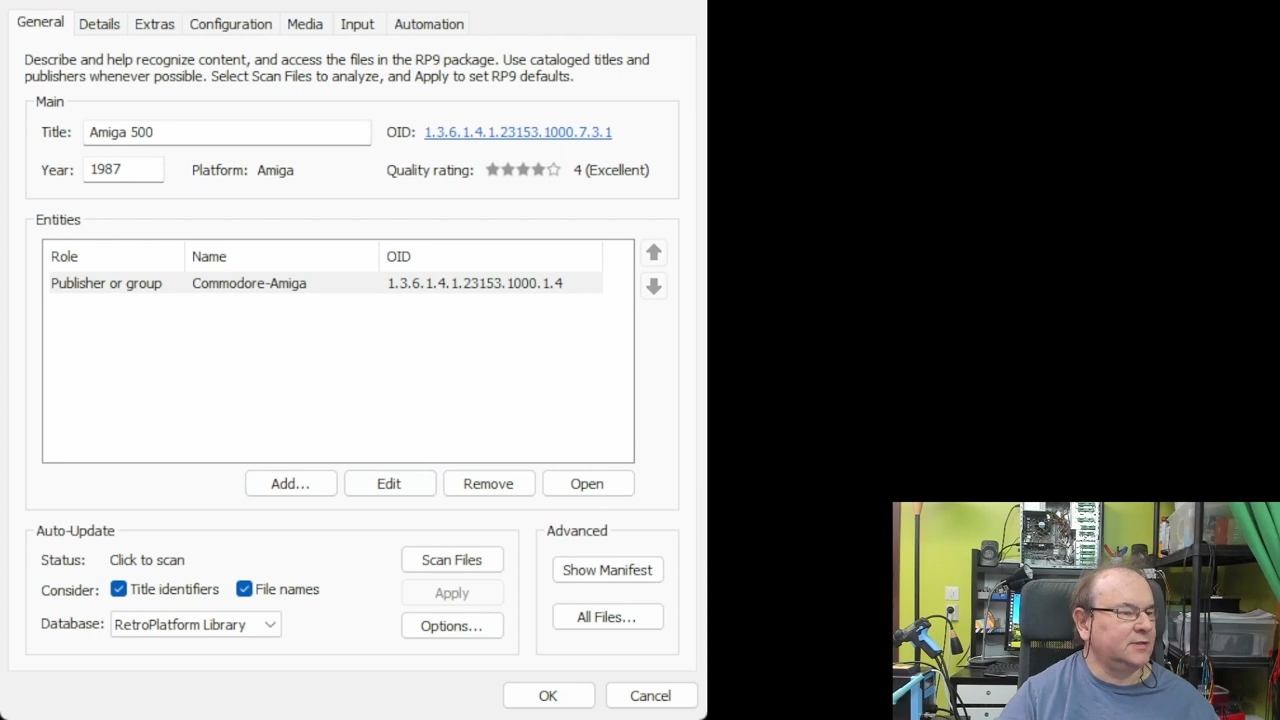 General Details Extras Configuration Media Input Automation
Describe and help recognize content, and access the files in the RP9 package. Use cataloged titles and
publishers whenever possible. Select Scan Files to analyze, and Apply to set RP9 defaults.
Main
Title: Amiga 500 OID: 1.3.6.1.4.1.23153.1000.7.3.1
Year: 1987 Platform: Amiga Quality rating: 4 (Excellent)
Entities
Role Name OID
Publisher or group Commodore-Amiga 1.3.6.1.4.1.23153.1000.1.4
Add... Edit Remove Open
Auto-Update Advanced
Status: Click to scan Scan Files Show Manifest
Consider: Title identifiers File names Apply
Database: RetroPlatform Library Options... All Files...
OK Cancel